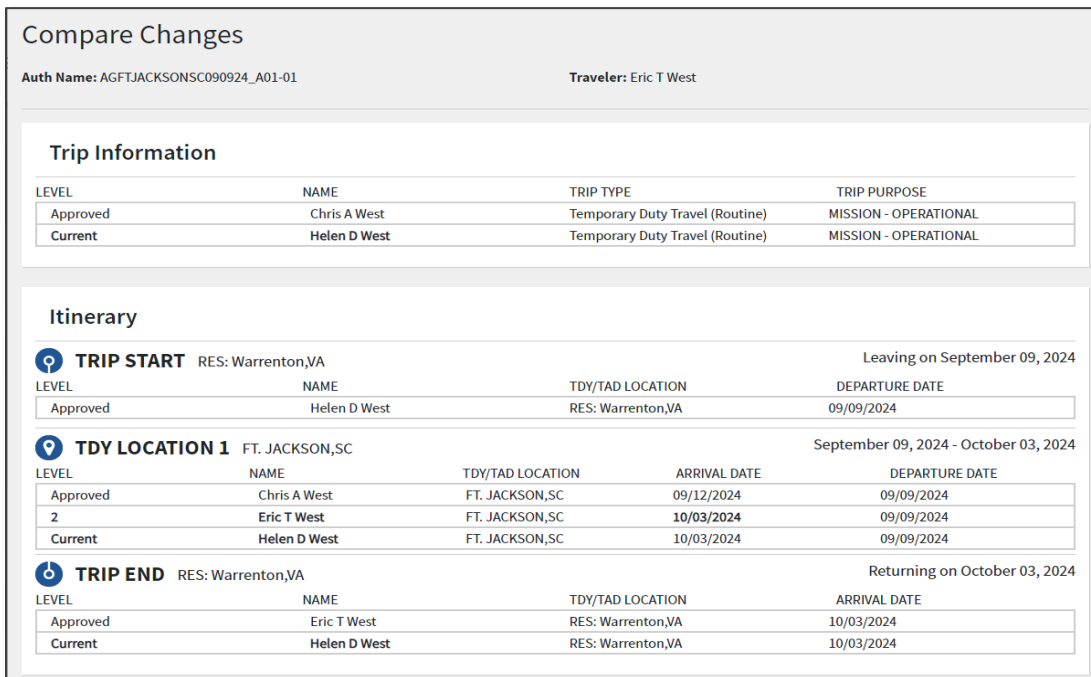 Compare Changes
Auth Name: AGFTJACKSONSC090924_A01-01 Traveler: Eric T West
Trip Information
LEVEL NAME TRIP TYPE TRIP PURPOSE
Approved Chris A West Temporary Duty Travel (Routine) MISSION - OPERATIONAL
Current Helen D West Temporary Duty Travel (Routine) MISSION - OPERATIONAL
Itinerary
TRIP START RES: Warrenton,VA Leaving on September 09, 2024
LEVEL NAME TDY/TAD LOCATION DEPARTURE DATE
Approved Helen D West RES: Warrenton,VA 09/09/2024
TDY LOCATION 1 FT. JACKSON,SC September 09, 2024 - October 03, 2024
LEVEL NAME TDY/TAD LOCATION ARRIVAL DATE DEPARTURE DATE
Approved Chris A West FT. JACKSON,SC 09/12/2024 09/09/2024
2 Eric T West FT. JACKSON,SC 10/03/2024 09/09/2024
Current Helen D West FT. JACKSON,SC 10/03/2024 09/09/2024
TRIP END RES: Warrenton,VA Returning on October 03, 2024
LEVEL NAME TDY/TAD LOCATION ARRIVAL DATE
Approved Eric T West RES: Warrenton,VA 10/03/2024
Current Helen D West RES: Warrenton,VA 10/03/2024